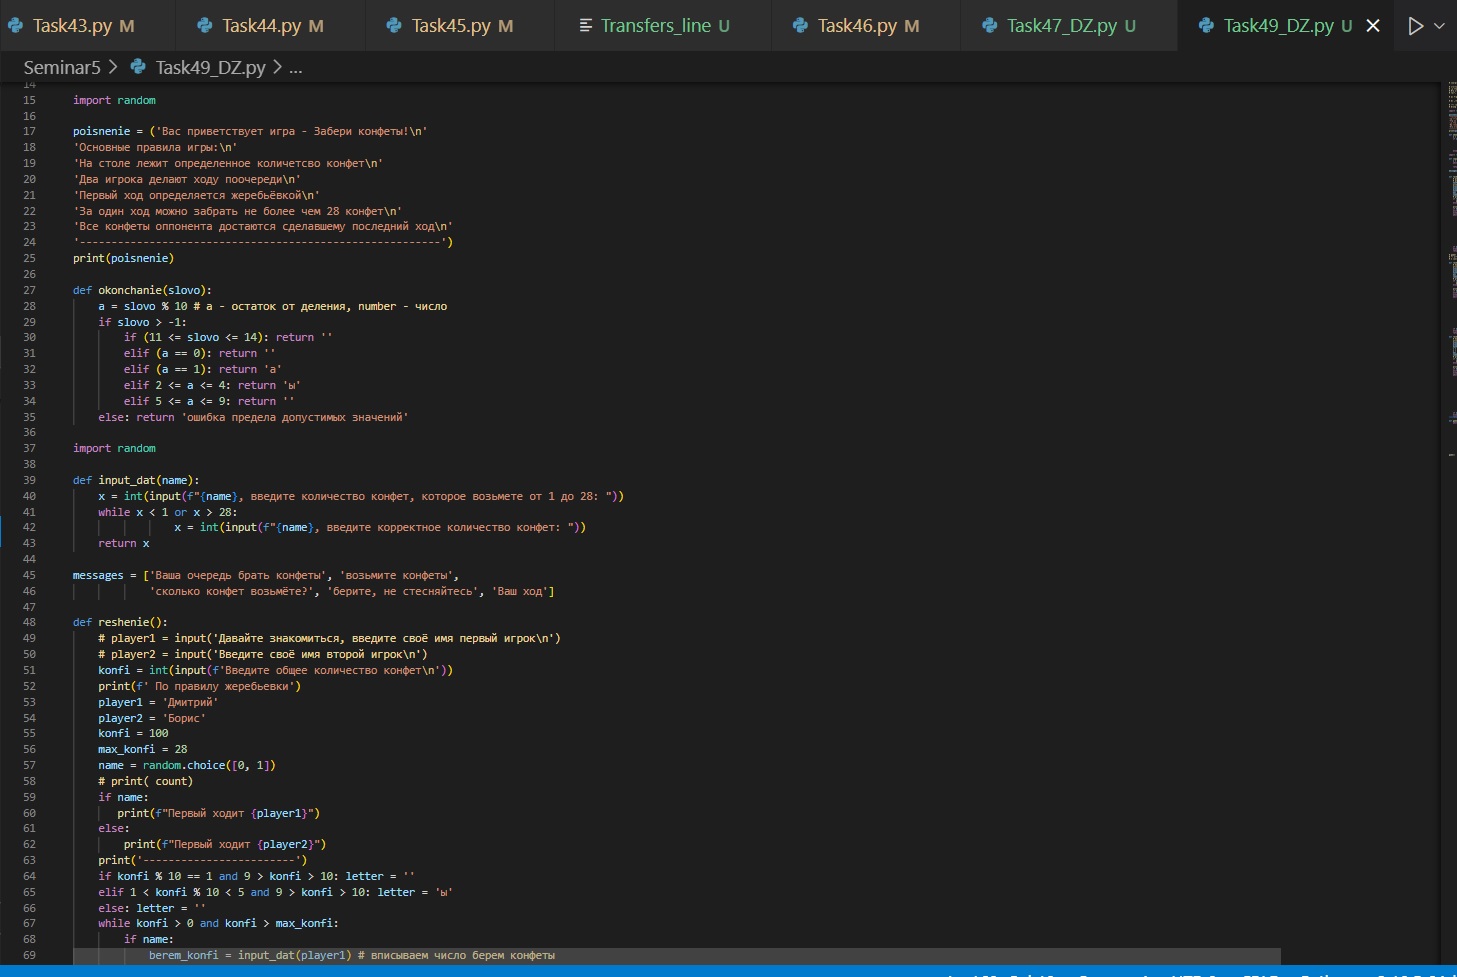 Task43.py M Task44.py M Task45.py M Transfers_line U Task46.py M Task47_DZ.py U Task49_DZ.py U
Seminar5 > Task49_DZ.py > ...
14
15 import random
16
17 poisnenie = ('Вас приветствует игра - Забери конфеты!\n'
18 'Основные правила игры:\n'
19 'На столе лежит определенное количетсво конфет\n'
20 'Два игрока делают ходу поочереди\n'
21 'Первый ход определяется жеребьёвкой\n'
22 'За один ход можно забрать не более чем 28 конфет\n'
23 'Все конфеты оппонента достаются сделавшему последний ход\n'
24 '---------------------------------------------------------')
25 print(poisnenie)
26
27 def okonchanie(slovo):
28 a = slovo % 10 # a - остаток от деления, number - число
29 if slovo > -1:
30 if (11 <= slovo <= 14): return ''
31 elif (a == 0): return ''
32 elif (a == 1): return 'а'
33 elif 2 <= a <= 4: return 'ы'
34 elif 5 <= a <= 9: return ''
35 else: return 'ошибка предела допустимых значений'
36
37 import random
38
39 def input_dat(name):
40 x = int(input(f"{name}, введите количество конфет, которое возьмете от 1 до 28: "))
41 while x < 1 or x > 28:
42 x = int(input(f"{name}, введите корректное количество конфет: "))
43 return x
44
45 messages = ['Ваша очередь брать конфеты', 'возьмите конфеты',
46 'сколько конфет возьмёте?', 'берите, не стесняйтесь', 'Ваш ход']
47
48 def reshenie():
49 # player1 = input('Давайте знакомиться, введите своё имя первый игрок\n')
50 # player2 = input('Введите своё имя второй игрок\n')
51 konfi = int(input(f'Введите общее количество конфет\n'))
52 print(f' По правилу жеребьевки')
53 player1 = 'Дмитрий'
54 player2 = 'Борис'
55 konfi = 100
56 max_konfi = 28
57 name = random.choice([0, 1])
58 # print( count)
59 if name:
60 print(f"Первый ходит {player1}")
61 else:
62 print(f"Первый ходит {player2}")
63 print('------------------------')
64 if konfi % 10 == 1 and 9 > konfi > 10: letter = ''
65 elif 1 < konfi % 10 < 5 and 9 > konfi > 10: letter = 'ы'
66 else: letter = ''
67 while konfi > 0 and konfi > max_konfi:
68 if name:
69 berem_konfi = input_dat(player1) # вписываем число берем конфеты